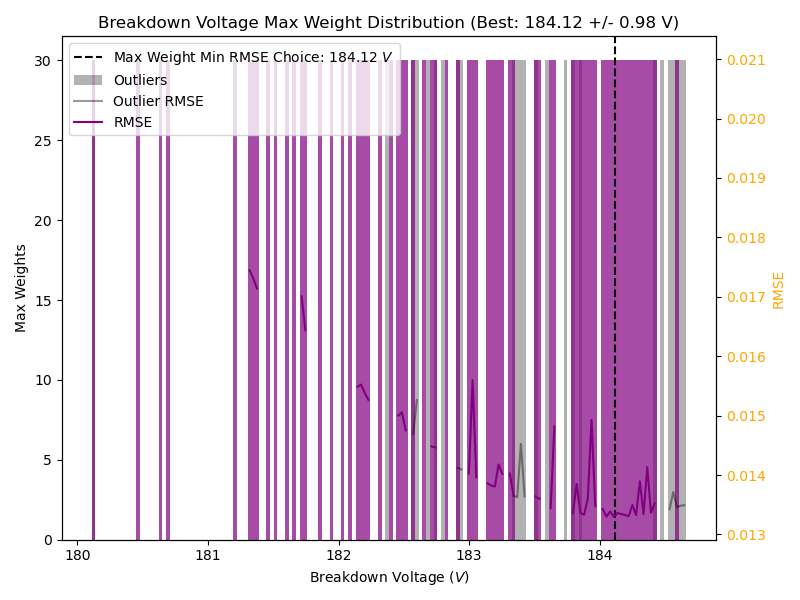 Breakdown Voltage Max Weight Distribution (Best: 184.12 +/- 0.98 V)
Max Weight Min RMSE Choice: 184.12 V
Outliers
Outlier RMSE
RMSE
30
25
20
15
10
5
0
Max Weights
0.021
0.020
0.019
0.018
0.017
0.016
0.015
0.014
0.013
RMSE
180 181 182 183 184
Breakdown Voltage (V)